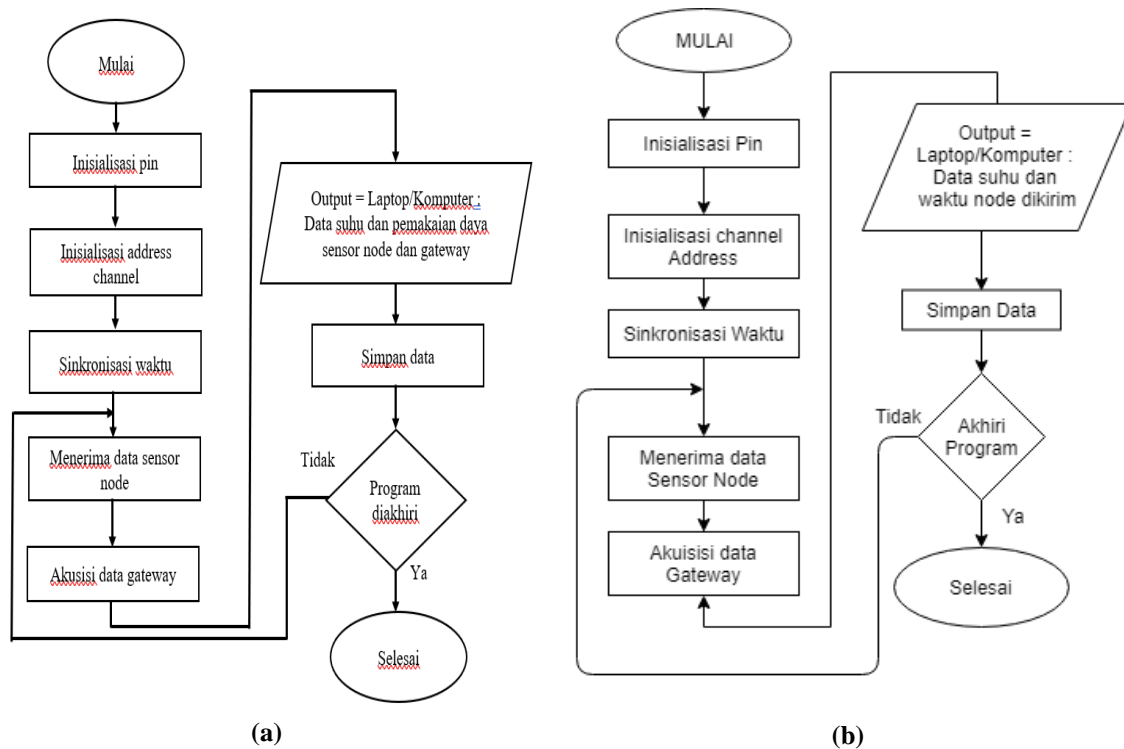 Mulai
Inisialisasi pin
Inisialisasi address
channel
Sinkronisasi waktu
Menerima data sensor
node
Akusisi data gateway
Output = Laptop/Komputer :
Data suhu dan pemakaian daya
sensor node dan gateway
Simpan data
Tidak
Program
diakhiri
Ya
Selesai
(a)
MULAI
Inisialisasi Pin
Inisialisasi channel
Address
Sinkronisasi Waktu
Menerima data
Sensor Node
Akuisisi data
Gateway
Output =
Laptop/Komputer :
Data suhu dan
waktu node dikirim
Simpan Data
Tidak
Akhiri
Program
Ya
Selesai
(b)